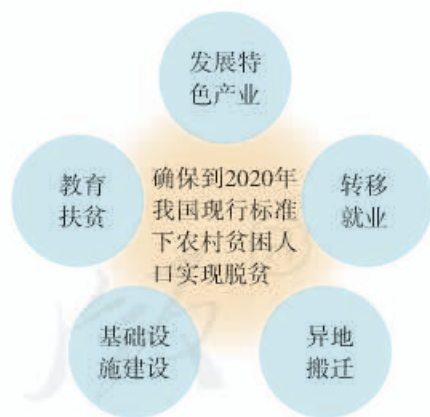 发展特
色产业
教育
扶贫
确保到2020年
我国现行标准
下农村贫困人
口实现脱贫
转移
就业
基础设
施建设
异地
搬迁